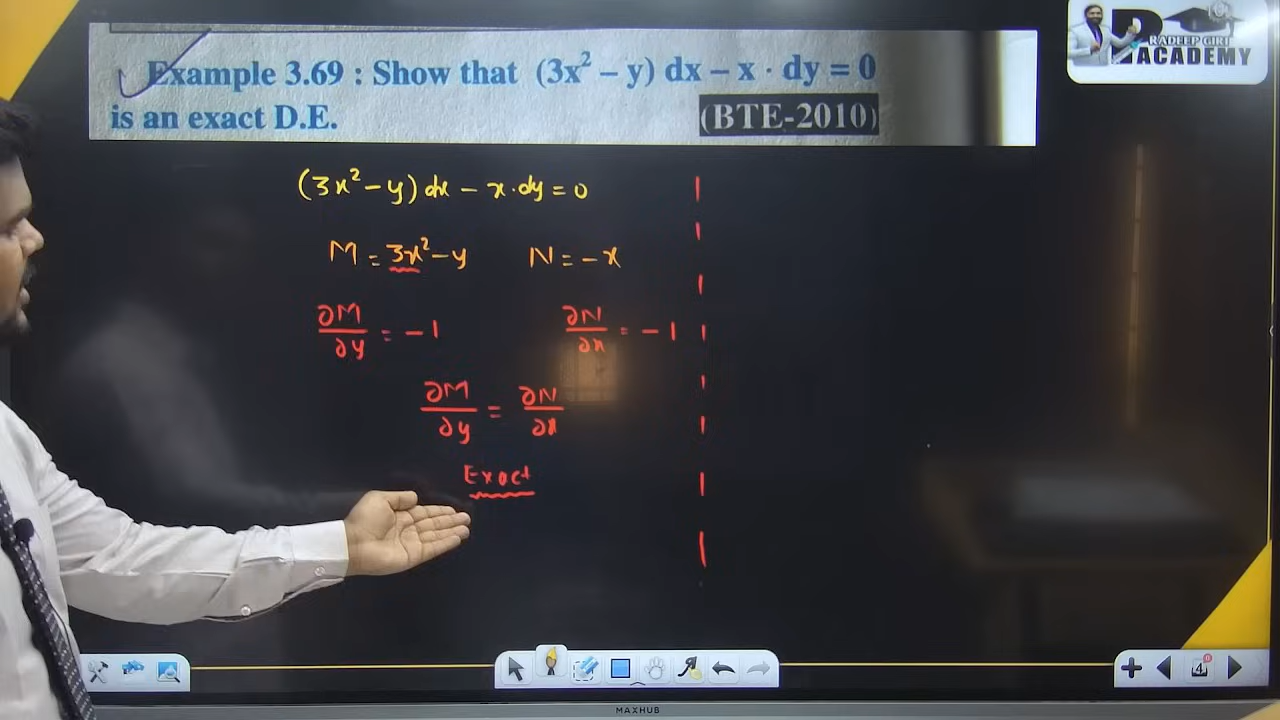 Example 3.69 : Show that (3x² – y) dx – x · dy = 0
is an exact D.E.
(BTE-2010)
PRADEEP GIRI
ACADEMY
(3x² – y) dx – x · dy = 0
M = 3x² – y N = – x
∂M/∂y = – 1 ∂N/∂x = – 1
∂M/∂y = ∂N/∂x
Exact
4
MAXHUB